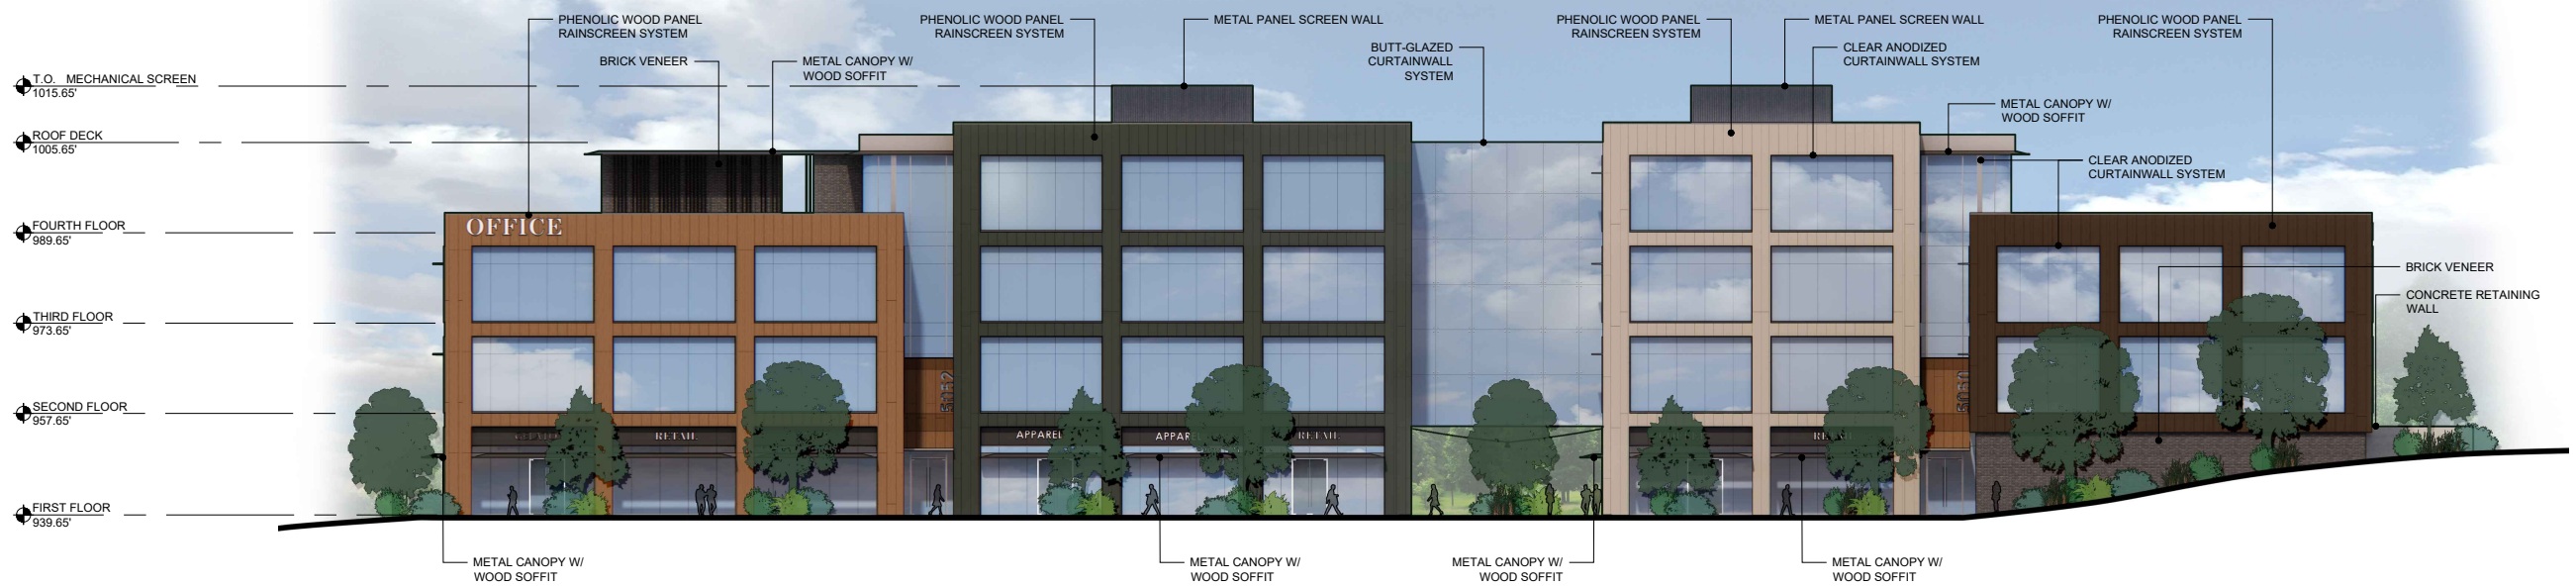 PHENOLIC WOOD PANEL
RAINSCREEN SYSTEM
PHENOLIC WOOD PANEL
RAINSCREEN SYSTEM
METAL PANEL SCREEN WALL
PHENOLIC WOOD PANEL
RAINSCREEN SYSTEM
METAL PANEL SCREEN WALL
PHENOLIC WOOD PANEL
RAINSCREEN SYSTEM
BRICK VENEER
METAL CANOPY W/
WOOD SOFFIT
BUTT-GLAZED
CURTAINWALL
SYSTEM
CLEAR ANODIZED
CURTAINWALL SYSTEM
T.O. MECHANICAL SCREEN
1015.65'
METAL CANOPY W/
WOOD SOFFIT
ROOF DECK
1005.65'
CLEAR ANODIZED
CURTAINWALL SYSTEM
FOURTH FLOOR
989.65'
OFFICE
BRICK VENEER
CONCRETE RETAINING
WALL
THIRD FLOOR
973.65'
5052
5050
SECOND FLOOR
957.65'
RETAIL
APPAREL
RETAIL
FIRST FLOOR
939.65'
METAL CANOPY W/
WOOD SOFFIT
METAL CANOPY W/
WOOD SOFFIT
METAL CANOPY W/
WOOD SOFFIT
METAL CANOPY W/
WOOD SOFFIT